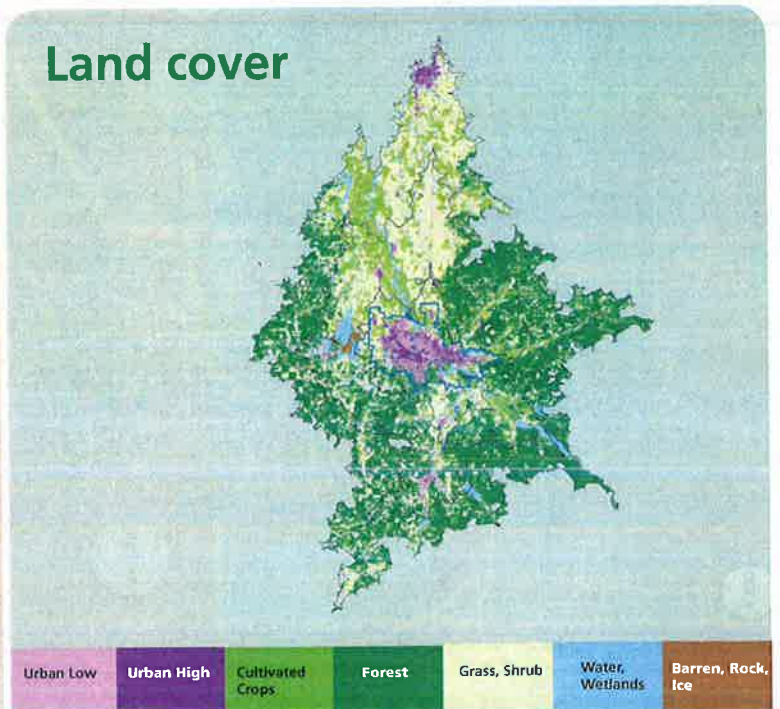 Land cover
Urban Low
Urban High
Cultivated
Crops
Forest
Grass, Shrub
Water,
Wetlands
Barren, Rock,
Ice